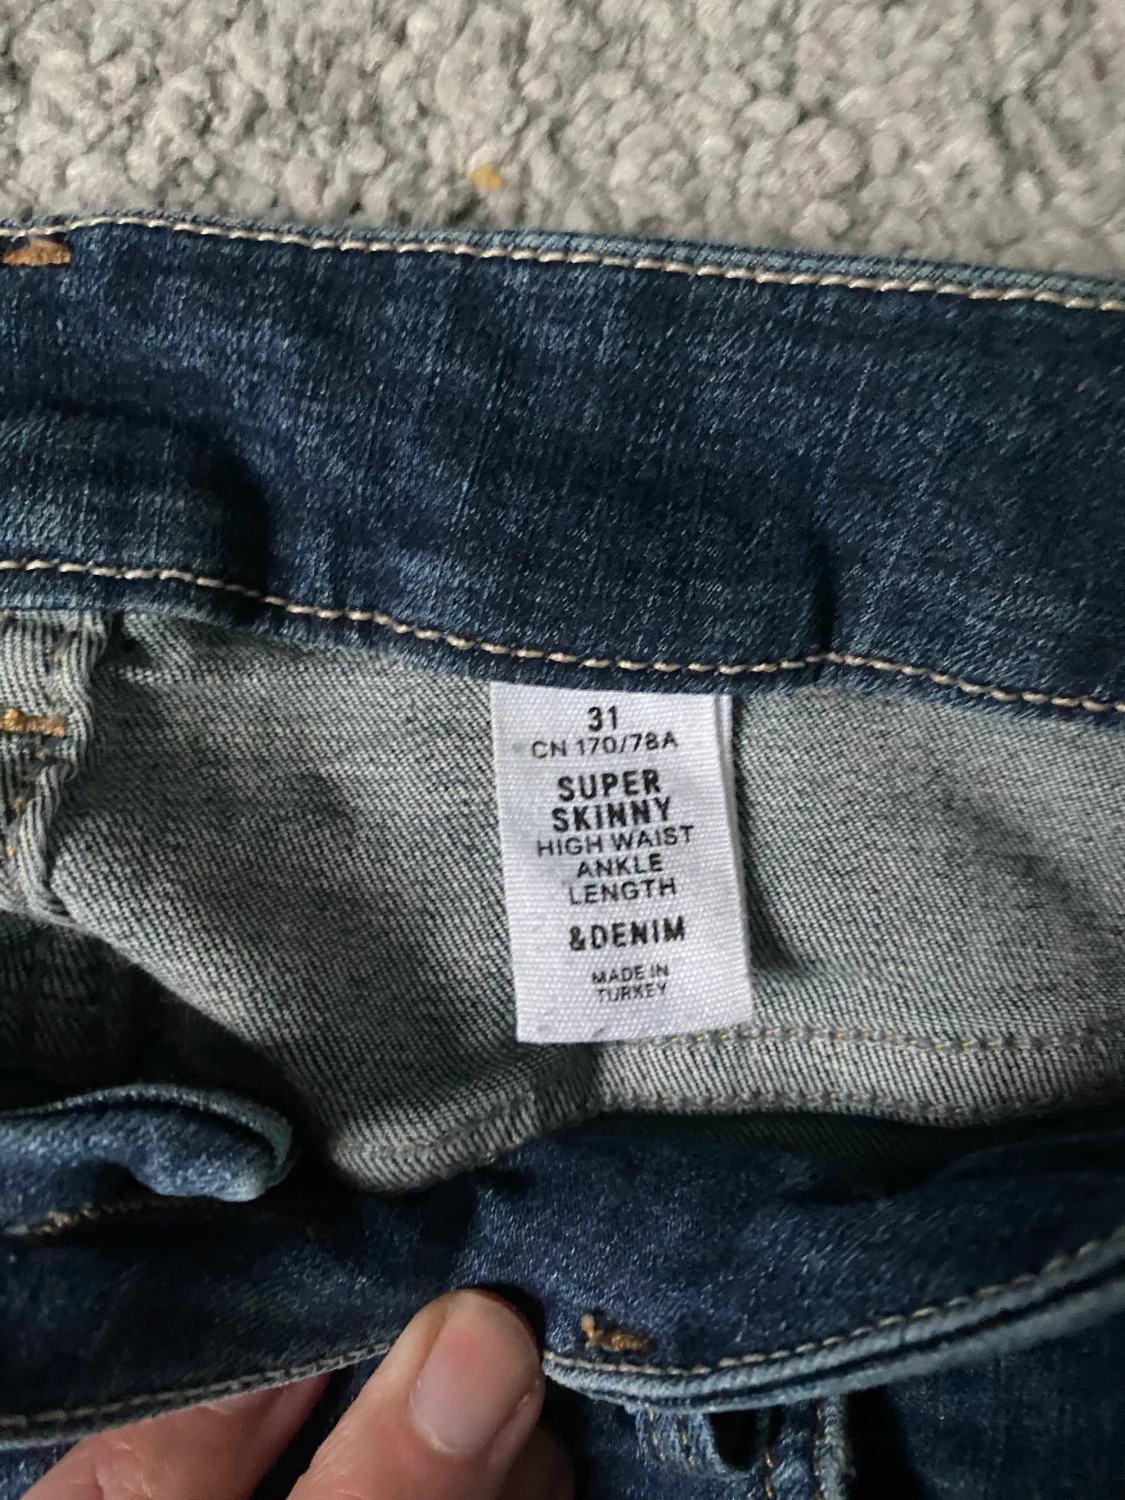 31
CN 170/78A
SUPER
SKINNY
HIGH WAIST
ANKLE
LENGTH
&DENIM
MADE IN
TURKEY